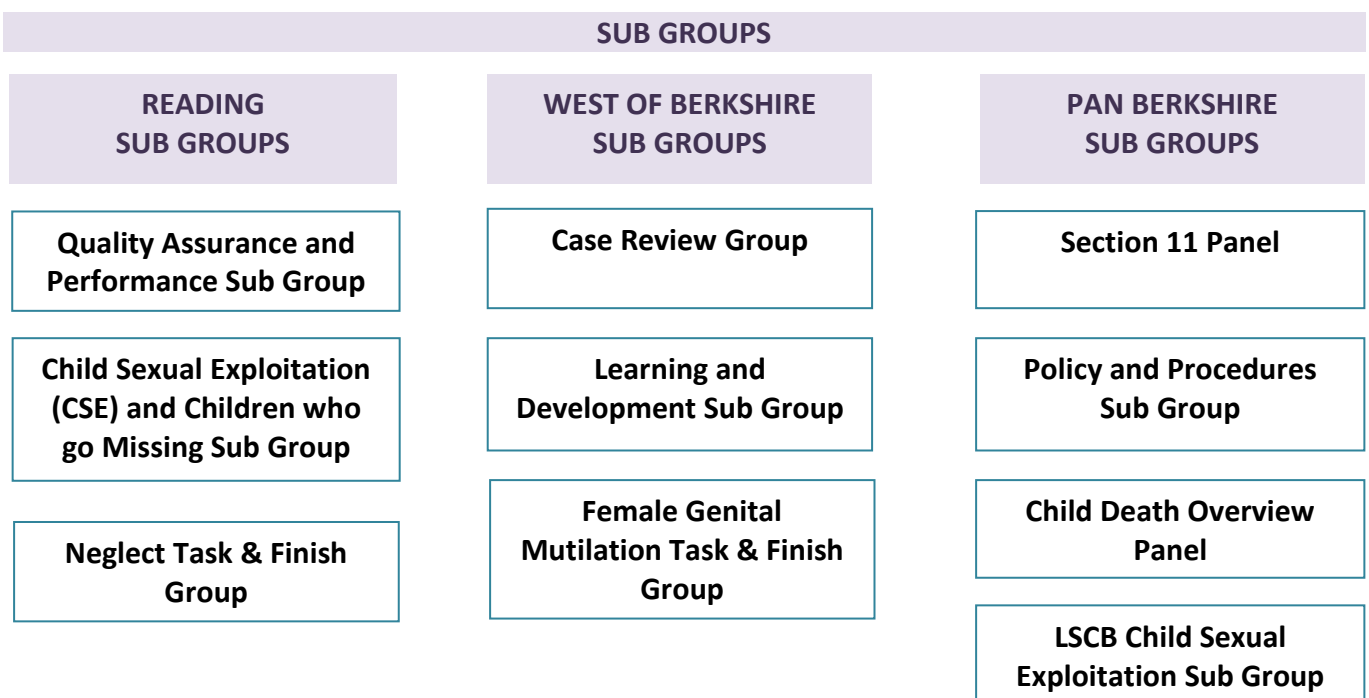 SUB GROUPS
READING
SUB GROUPS
Quality Assurance and
Performance Sub Group
Child Sexual Exploitation
(CSE) and Children who
go Missing Sub Group
Neglect Task & Finish
Group
WEST OF BERKSHIRE
SUB GROUPS
Case Review Group
Learning and
Development Sub Group
Female Genital
Mutilation Task & Finish
Group
PAN BERKSHIRE
SUB GROUPS
Section 11 Panel
Policy and Procedures
Sub Group
Child Death Overview
Panel
LSCB Child Sexual
Exploitation Sub Group